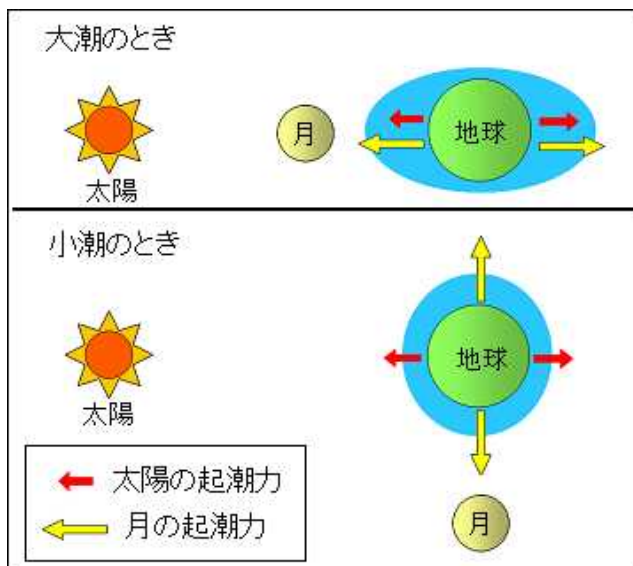 大潮のとき
月
地球
太陽
小潮のとき
地球
太陽
太陽の起潮力
月の起潮力
月